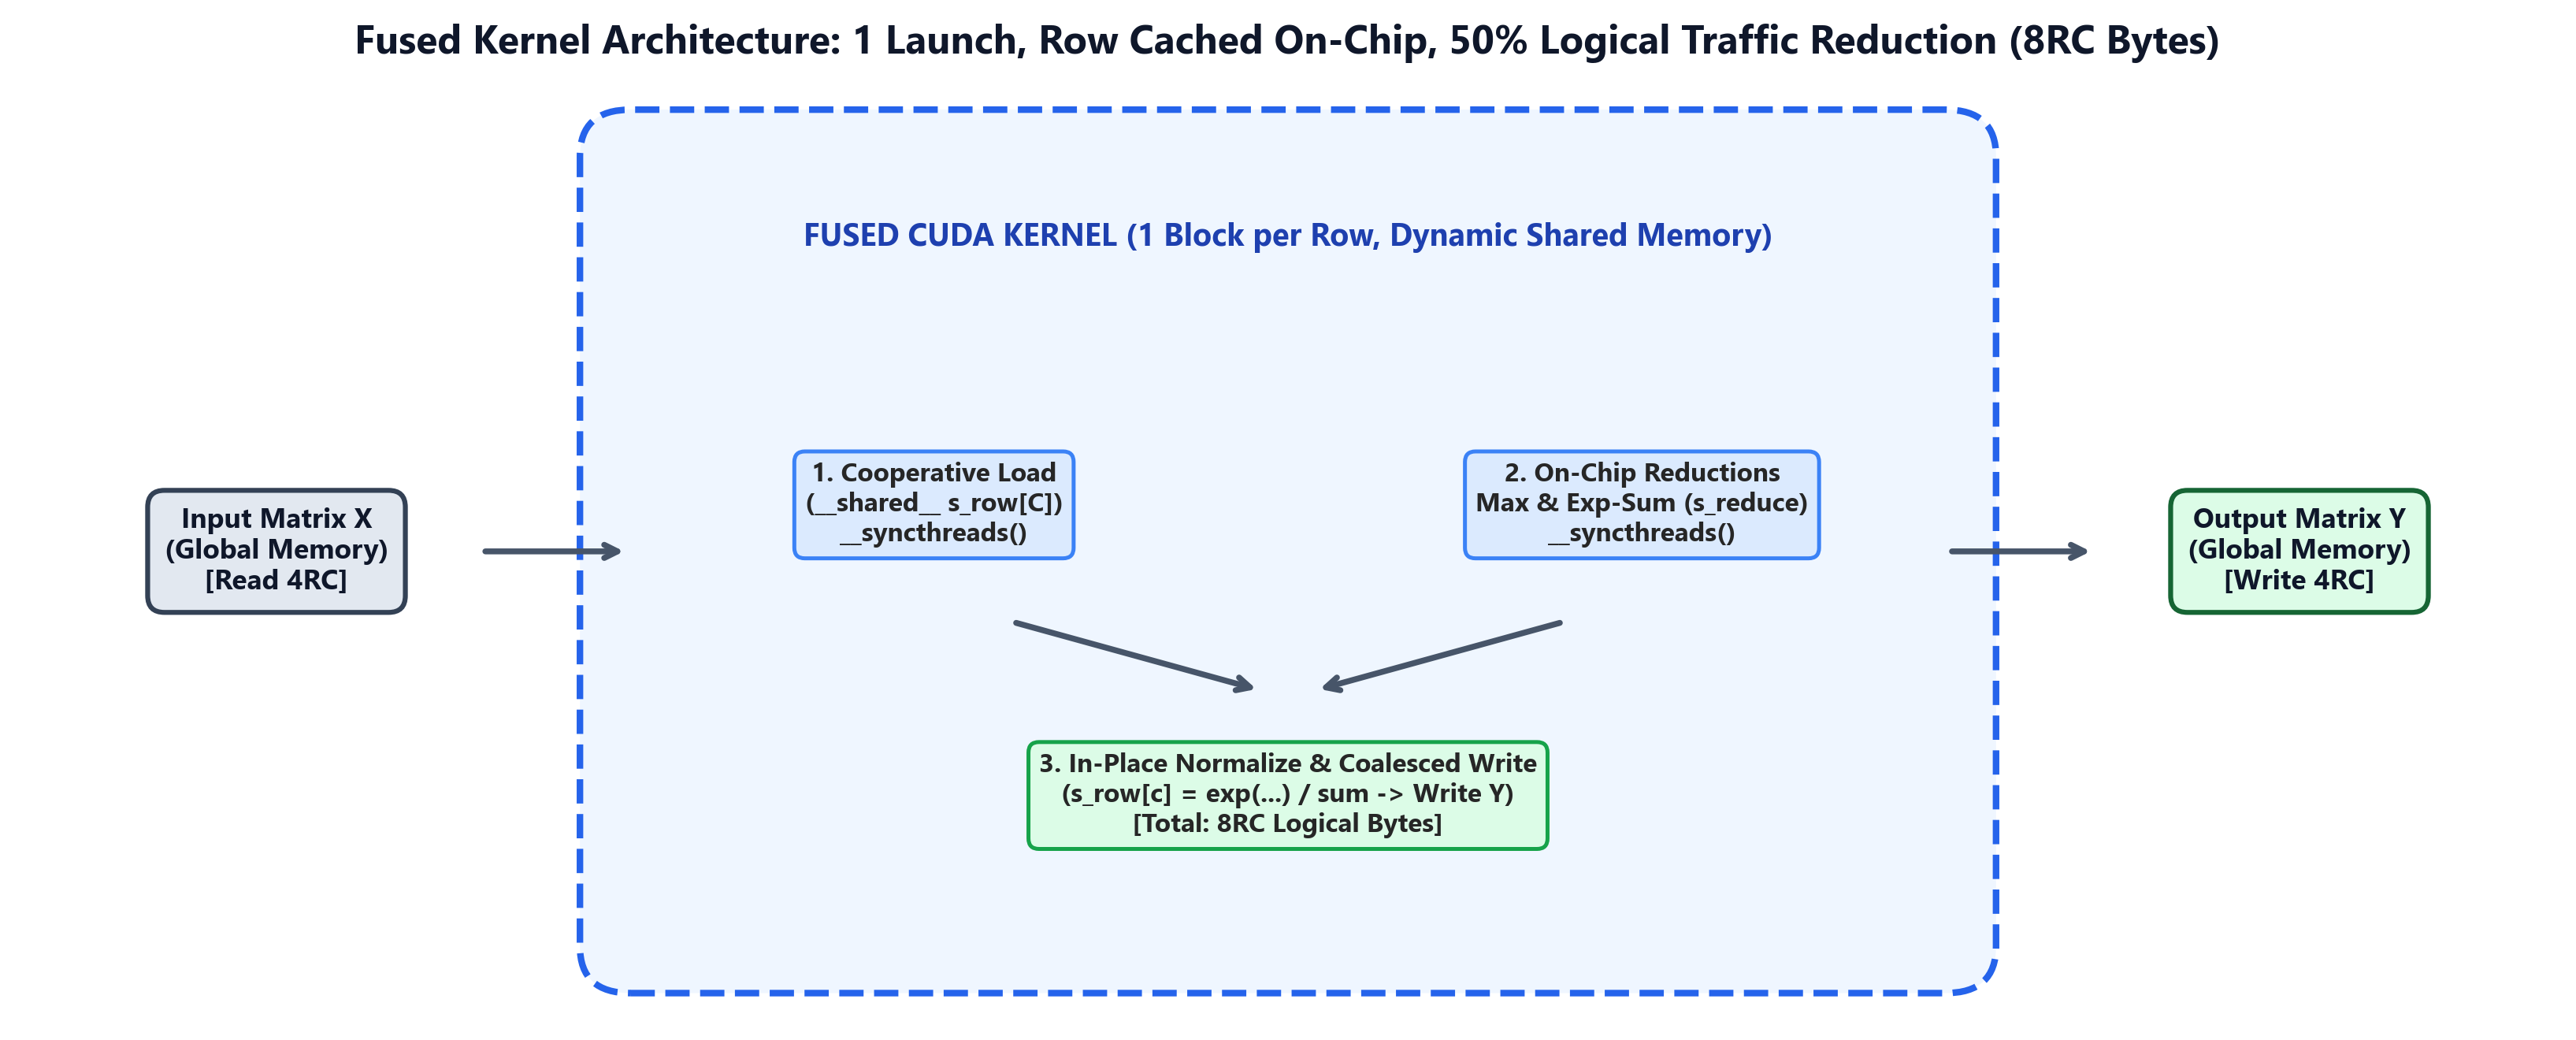 Fused Kernel Architecture: 1 Launch, Row Cached On-Chip, 50% Logical Traffic Reduction (8RC Bytes)
FUSED CUDA KERNEL (1 Block per Row, Dynamic Shared Memory)
Input Matrix X
(Global Memory)
[Read 4RC]
1. Cooperative Load
(__shared__ s_row[C])
__syncthreads()
2. On-Chip Reductions
Max & Exp-Sum (s_reduce)
__syncthreads()
3. In-Place Normalize & Coalesced Write
(s_row[c] = exp(...) / sum -> Write Y)
[Total: 8RC Logical Bytes]
Output Matrix Y
(Global Memory)
[Write 4RC]